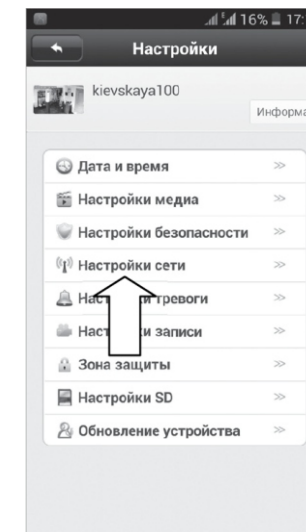 16% 17:
Настройки
kievskaya100
Информа
Дата и время
Настройки медиа
Настройки безопасности
Настройки сети
Нас и тревоги
Наст ки записи
Зона защиты
Настройки SD
Обновление устройства